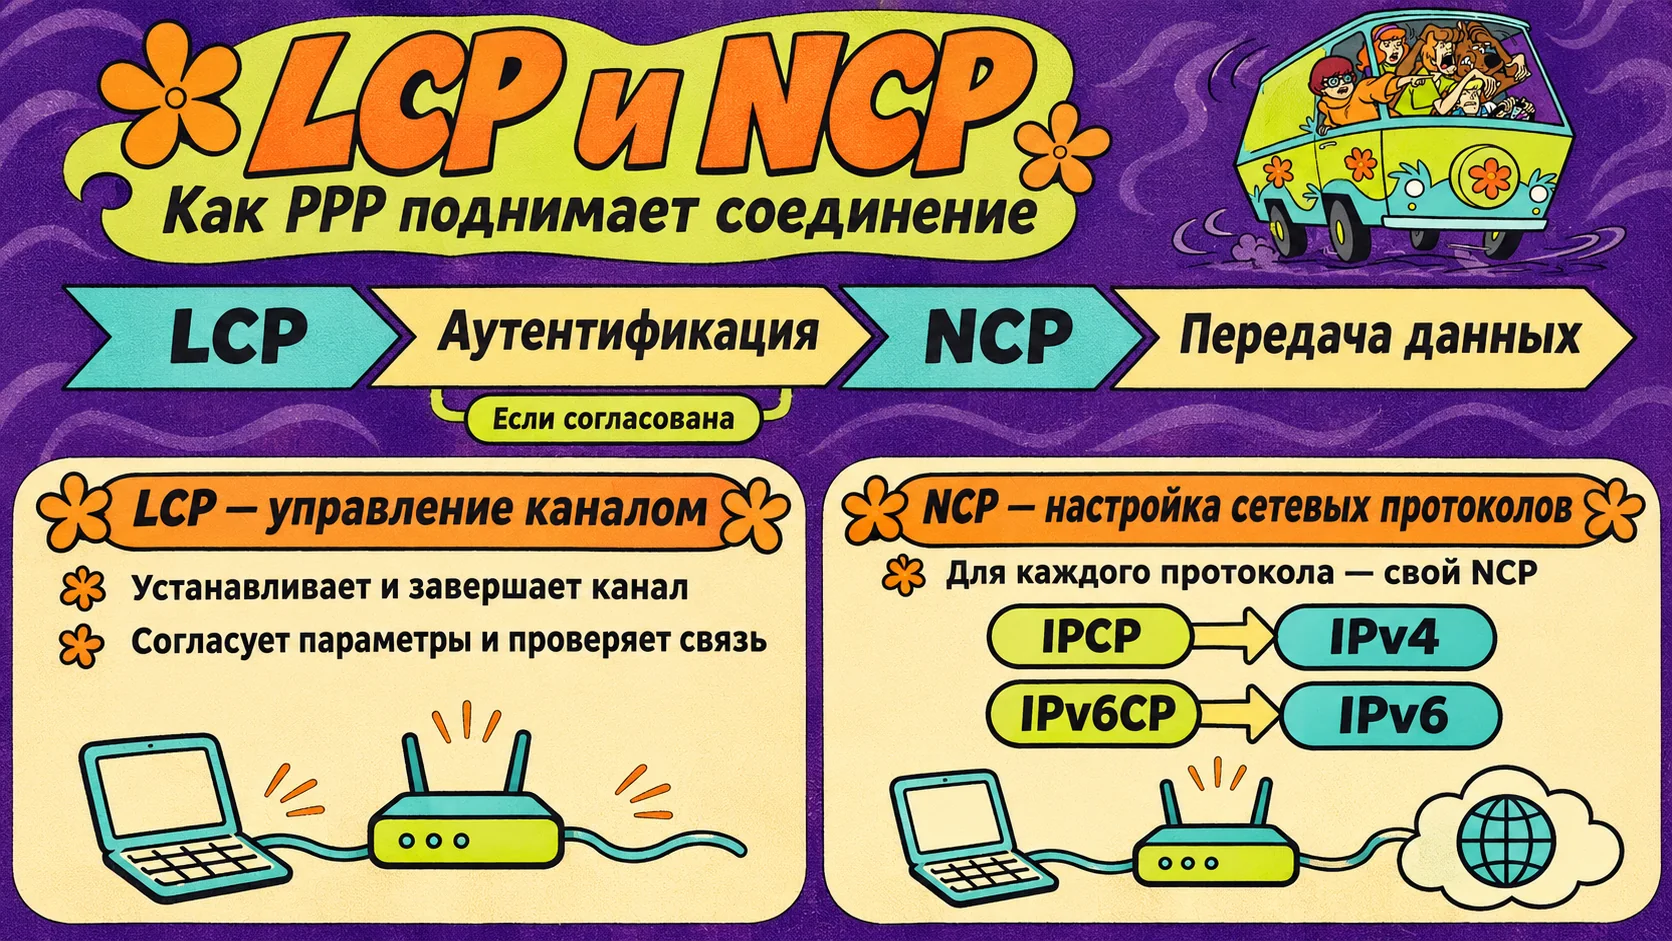 LCP и NCP
Как PPP поднимает соединение
LCP
Аутентификация
NCP
Передача данных
Если согласована
LCP — управление каналом
Устанавливает и завершает канал
Согласует параметры и проверяет связь
NCP — настройка сетевых протоколов
Для каждого протокола — свой NCP
IPCP
IPv4
IPv6CP
IPv6